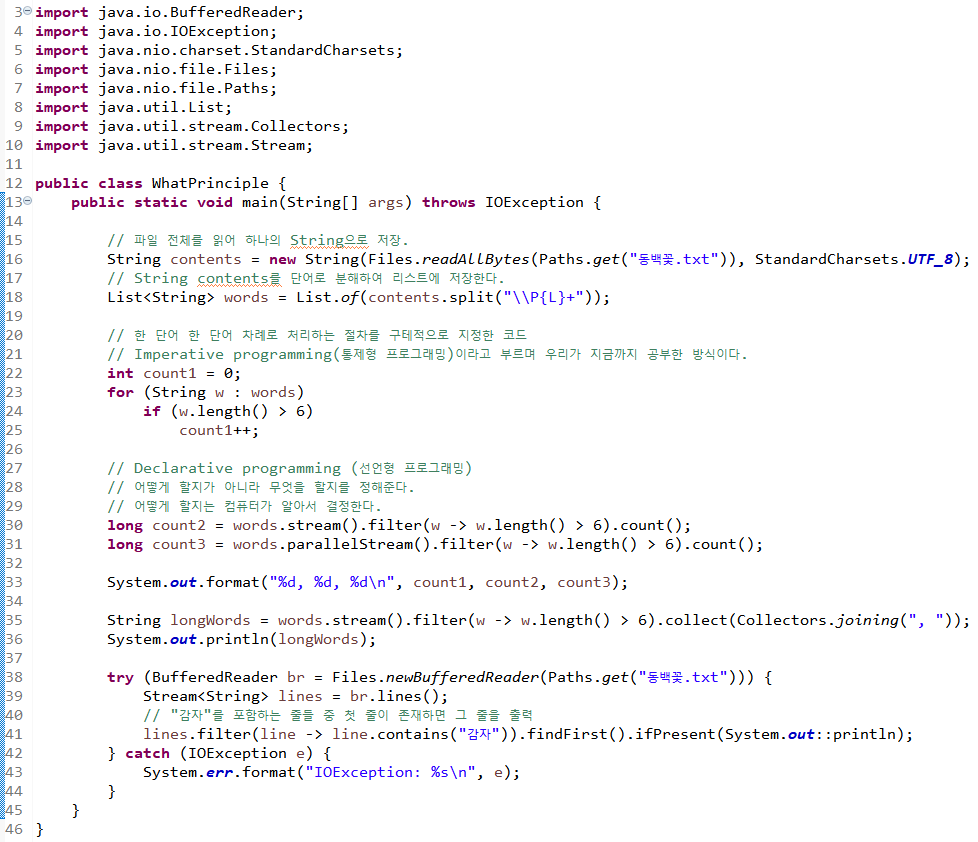 3 import java.io.BufferedReader;
4 import java.io.IOException;
5 import java.nio.charset.StandardCharsets;
6 import java.nio.file.Files;
7 import java.nio.file.Paths;
8 import java.util.List;
9 import java.util.stream.Collectors;
10 import java.util.stream.Stream;
11
12 public class WhatPrinciple {
13     public static void main(String[] args) throws IOException {
14
15         // 파일 전체를 읽어 하나의 String으로 저장.
16         String contents = new String(Files.readAllBytes(Paths.get("동백꽃.txt")), StandardCharsets.UTF_8);
17         // String contents를 단어로 분해하여 리스트에 저장한다.
18         List<String> words = List.of(contents.split("\\P{L}+"));
19
20         // 한 단어 한 단어 차례로 처리하는 절차를 구테적으로 지정한 코드
21         // Imperative programming(통제형 프로그래밍)이라고 부르며 우리가 지금까지 공부한 방식이다.
22         int count1 = 0;
23         for (String w : words)
24             if (w.length() > 6)
25                 count1++;
26
27         // Declarative programming (선언형 프로그래밍)
28         // 어떻게 할지가 아니라 무엇을 할지를 정해준다.
29         // 어떻게 할지는 컴퓨터가 알아서 결정한다.
30         long count2 = words.stream().filter(w -> w.length() > 6).count();
31         long count3 = words.parallelStream().filter(w -> w.length() > 6).count();
32
33         System.out.format("%d, %d, %d\n", count1, count2, count3);
34
35         String longWords = words.stream().filter(w -> w.length() > 6).collect(Collectors.joining(", "));
36         System.out.println(longWords);
37
38         try (BufferedReader br = Files.newBufferedReader(Paths.get("동백꽃.txt"))) {
39             Stream<String> lines = br.lines();
40             // "감자"를 포함하는 줄들 중 첫 줄이 존재하면 그 줄을 출력
41             lines.filter(line -> line.contains("감자")).findFirst().ifPresent(System.out::println);
42         } catch (IOException e) {
43             System.err.format("IOException: %s\n", e);
44         }
45     }
46 }